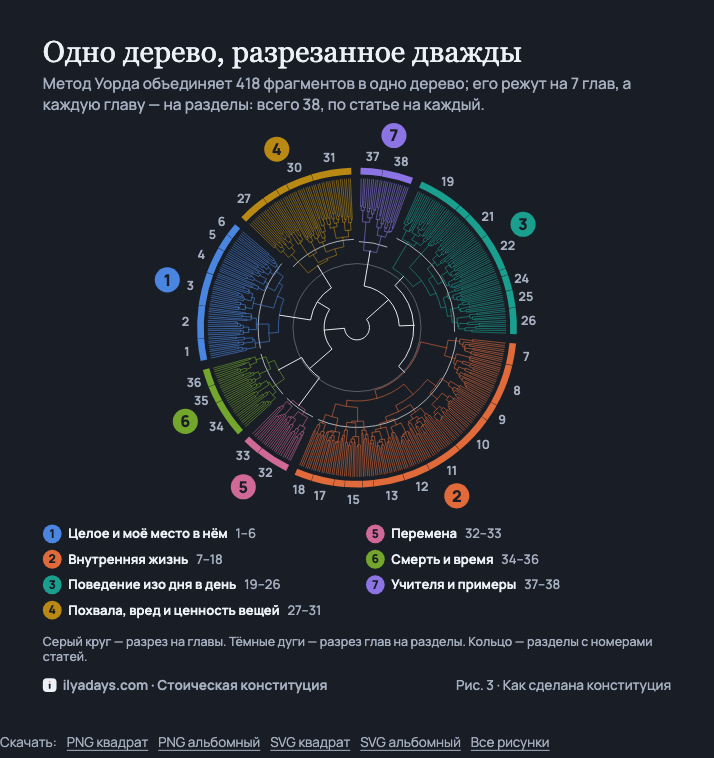 Одно дерево, разрезанное дважды
Метод Уорда объединяет 418 фрагментов в одно дерево; его режут на 7 глав, а
каждую главу — на разделы: всего 38, по статье на каждый.
7
4
37
38
31
30
19
27
21
3
6
5
22
4
1
3
24
25
2
26
1
7
36
8
35
6
34
9
10
33
32
11
5
18
17
15
13
12
2
1 Целое и моё место в нём 1–6
2 Внутренняя жизнь 7–18
3 Поведение изо дня в день 19–26
4 Похвала, вред и ценность вещей 27–31
5 Перемена 32–33
6 Смерть и время 34–36
7 Учителя и примеры 37–38
Серый круг — разрез на главы. Тёмные дуги — разрез глав на разделы. Кольцо — разделы с номерами
статей.
ilyadays.com · Стоическая конституция
Рис. 3 · Как сделана конституция
Скачать: PNG квадрат PNG альбомный SVG квадрат SVG альбомный Все рисунки